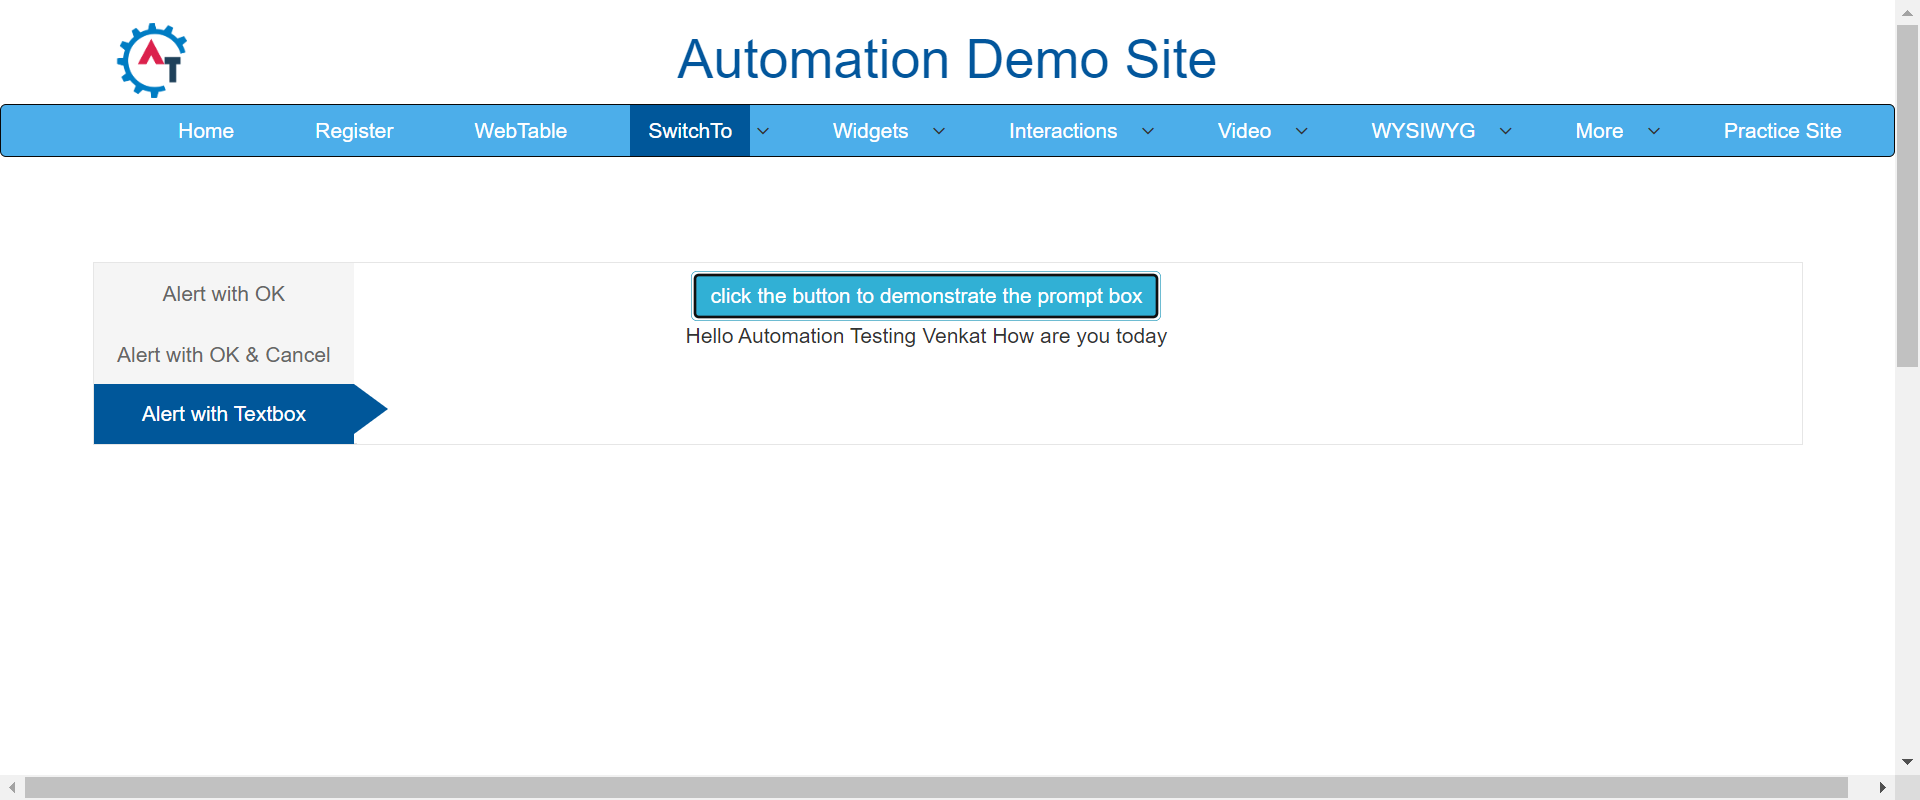 AT
Automation Demo Site
Home Register WebTable SwitchTo Widgets Interactions Video WYSIWYG More Practice Site
Alert with OK
Alert with OK & Cancel
Alert with Textbox
click the button to demonstrate the prompt box
Hello Automation Testing Venkat How are you today